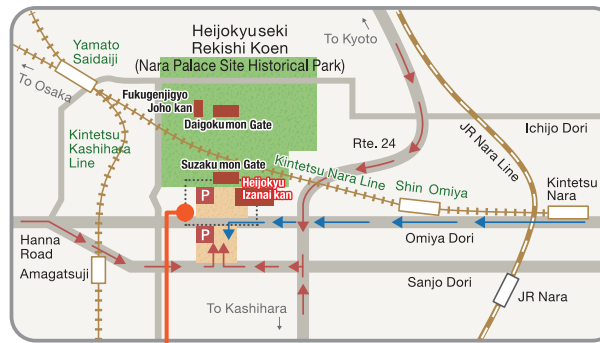 Heijokyuseki
Rekishi Koen
(Nara Palace Site Historical Park)
To Kyoto
Yamato
Saidaiji
To Osaka
Fukugenjigyo
Joho kan
Daigokumon Gate
Ichijo Dori
JR Nara Line
Kintetsu
Kashihara
Line
Rte. 24
Suzaku mon Gate
Kintetsu Nara Line
Shin Omiya
Heijokyu
Izanai kan
P
Kintetsu
Nara
P
Hanna
Road
Omiya Dori
Amagatsuji
Sanjo Dori
JR Nara
To Kashihara